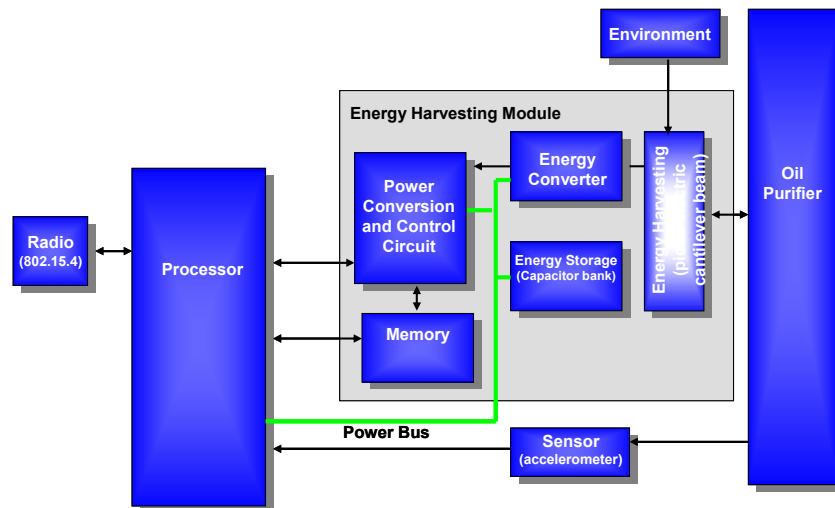 Environment
Energy Harvesting Module
Energy
Converter
Energy Harvesting
cantilever beam)
Oil
Purifier
Power
Conversion
and Control
Circuit
Radio
(802.15.4)
Processor
Energy Storage
(Capacitor bank)
Memory
Power Bus
Sensor
(accelerometer)